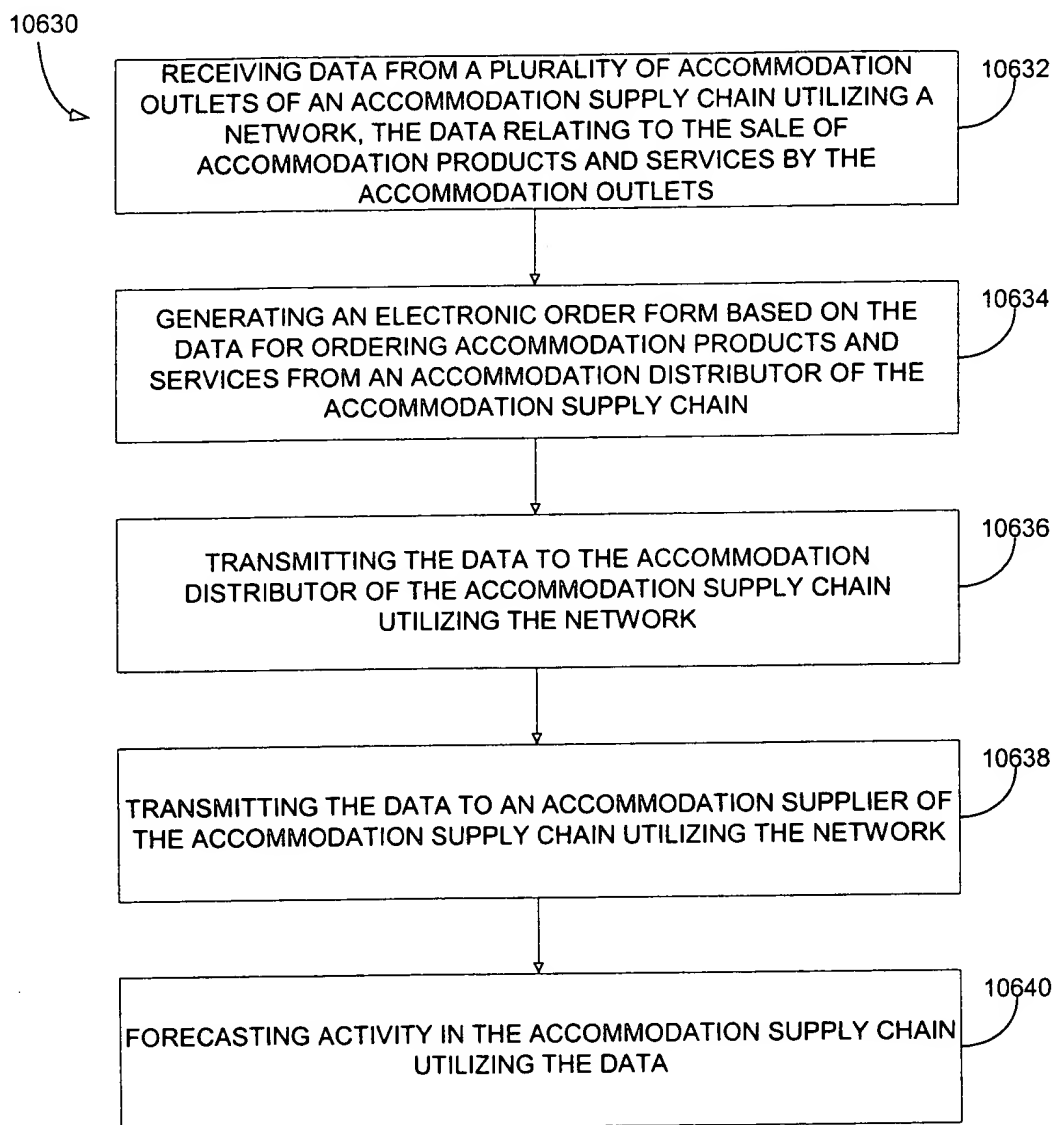 10630
RECEIVING DATA FROM A PLURALITY OF ACCOMMODATION
OUTLETS OF AN ACCOMMODATION SUPPLY CHAIN UTILIZING A
NETWORK, THE DATA RELATING TO THE SALE OF
ACCOMMODATION PRODUCTS AND SERVICES BY THE
ACCOMMODATION OUTLETS
10632
GENERATING AN ELECTRONIC ORDER FORM BASED ON THE
DATA FOR ORDERING ACCOMMODATION PRODUCTS AND
SERVICES FROM AN ACCOMMODATION DISTRIBUTOR OF THE
ACCOMMODATION SUPPLY CHAIN
10634
TRANSMITTING THE DATA TO THE ACCOMMODATION
DISTRIBUTOR OF THE ACCOMMODATION SUPPLY CHAIN
UTILIZING THE NETWORK
10636
TRANSMITTING THE DATA TO AN ACCOMMODATION SUPPLIER
OF THE ACCOMMODATION SUPPLY CHAIN UTILIZING THE NETWORK
10638
FORECASTING ACTIVITY IN THE ACCOMMODATION SUPPLY CHAIN
UTILIZING THE DATA
10640